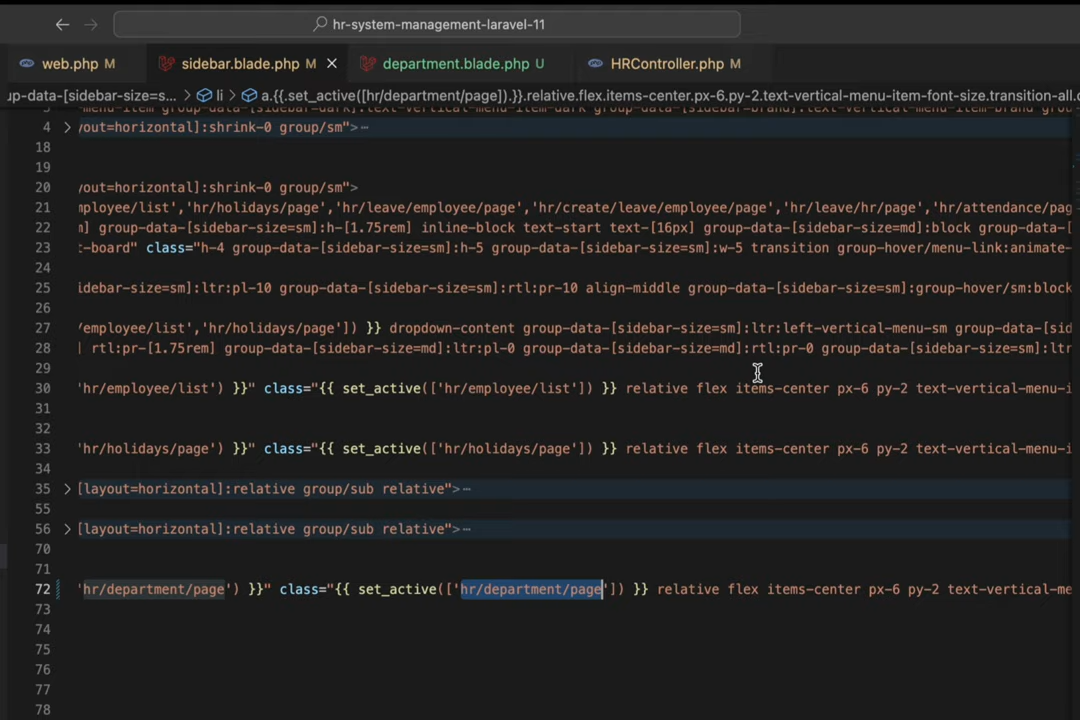 hr-system-management-laravel-11
web.php M sidebar.blade.php M department.blade.php U HRController.php M
up-data-[sidebar-size=s... > li > a.{{.set_active([hr/department/page]).}}.relative.flex.items-center.px-6.py-2.text-vertical-menu-item-font-size.transition-all.
4 yout=horizontal]:shrink-0 group/sm">
18
19
20 yout=horizontal]:shrink-0 group/sm">
21 mployee/list','hr/holidays/page','hr/leave/employee/page','hr/create/leave/employee/page','hr/leave/hr/page','hr/attendance/pag
22 ] group-data-[sidebar-size=sm]:h-[1.75rem] inline-block text-start text-[16px] group-data-[sidebar-size=md]:block group-data-[
23 t-board" class="h-4 group-data-[sidebar-size=sm]:h-5 group-data-[sidebar-size=sm]:w-5 transition group-hover/menu-link:animate-
24
25 idebar-size=sm]:ltr:pl-10 group-data-[sidebar-size=sm]:rtl:pr-10 align-middle group-data-[sidebar-size=sm]:group-hover/sm:block
26
27 /employee/list','hr/holidays/page']) }} dropdown-content group-data-[sidebar-size=sm]:ltr:left-vertical-menu-sm group-data-[sid
28 ] rtl:pr-[1.75rem] group-data-[sidebar-size=md]:ltr:pl-0 group-data-[sidebar-size=md]:rtl:pr-0 group-data-[sidebar-size=sm]:ltr
29
30 'hr/employee/list') }}" class="{{ set_active(['hr/employee/list']) }} relative flex items-center px-6 py-2 text-vertical-menu-i
31
32
33 'hr/holidays/page') }}" class="{{ set_active(['hr/holidays/page']) }} relative flex items-center px-6 py-2 text-vertical-menu-i
34
35 [layout=horizontal]:relative group/sub relative">
55
56 [layout=horizontal]:relative group/sub relative">
70
71
72 'hr/department/page') }}" class="{{ set_active(['hr/department/page']) }} relative flex items-center px-6 py-2 text-vertical-me
73
74
75
76
77
78